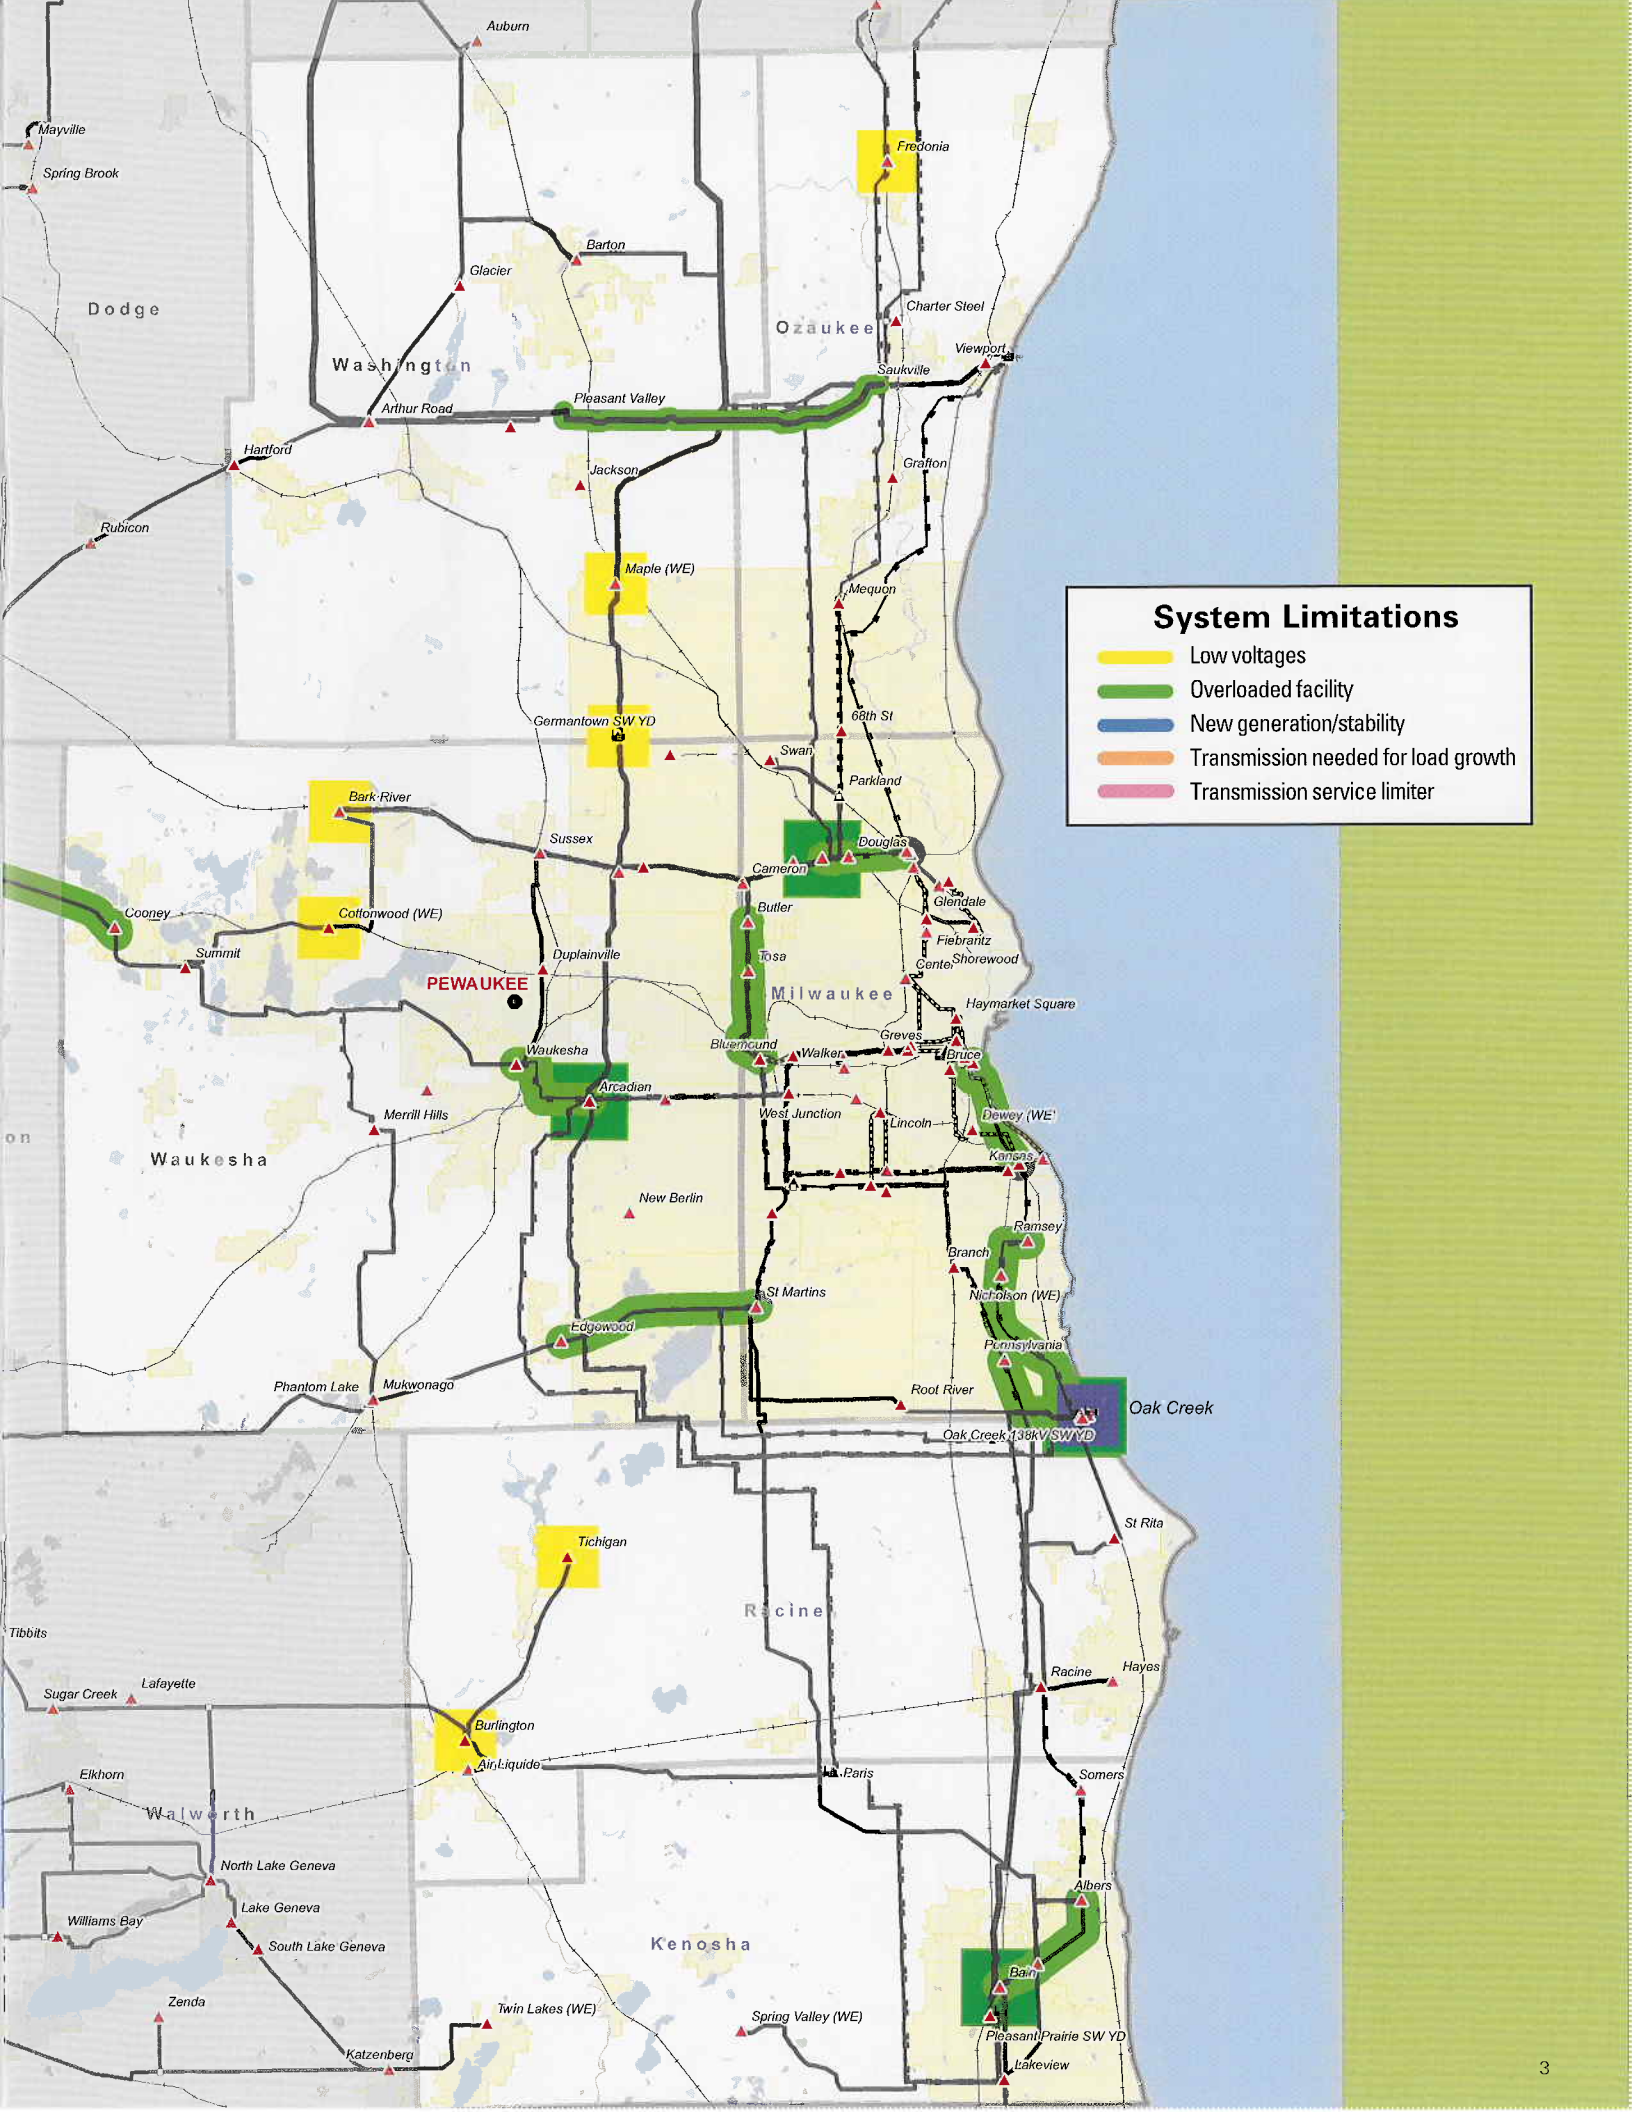 Auburn
Mayville
Fredonia
Spring Brook
Barton
Glacier
Dodge
Charter Steel
Ozaukee
Viewport
Washington
Saukville
Pleasant Valley
Arthur Road
Hartford
Grafton
Jackson
Rubicon
Maple (WE)
Mequon
System Limitations
Low voltages
Overloaded facility
New generation/stability
Transmission needed for load growth
Transmission service limiter
68th St
Germantown SW YD
Swan
Parkland
Bark River
Sussex
Douglas
Cameron
Glendale
Butler
Cooney
Cottonwood (WE)
Fiebrantz
Summit
Duplainville
Tosa
Shorewood
Center
PEWAUKEE
Milwaukee
Haymarket Square
Greves
Bluemound
Waukesha
Walker
Bruce
Arcadian
Merrill Hills
West Junction
Dewey (WE)
Lincoln
on
Waukesha
Kansas
New Berlin
Ramsey
Branch
St Martins
Nicholson (WE)
Edgewood
Pennsylvania
Phantom Lake
Mukwonago
Root River
Oak Creek
Oak Creek 138kV SW YD
St Rita
Tichigan
Racine
Tibbits
Hayes
Racine
Lafayette
Sugar Creek
Burlington
Air Liquide
Elkhorn
Paris
Somers
Walworth
North Lake Geneva
Albers
Lake Geneva
Williams Bay
Kenosha
South Lake Geneva
Bain
Zenda
Twin Lakes (WE)
Spring Valley (WE)
Pleasant Prairie SW YD
Katzenberg
Lakeview
3